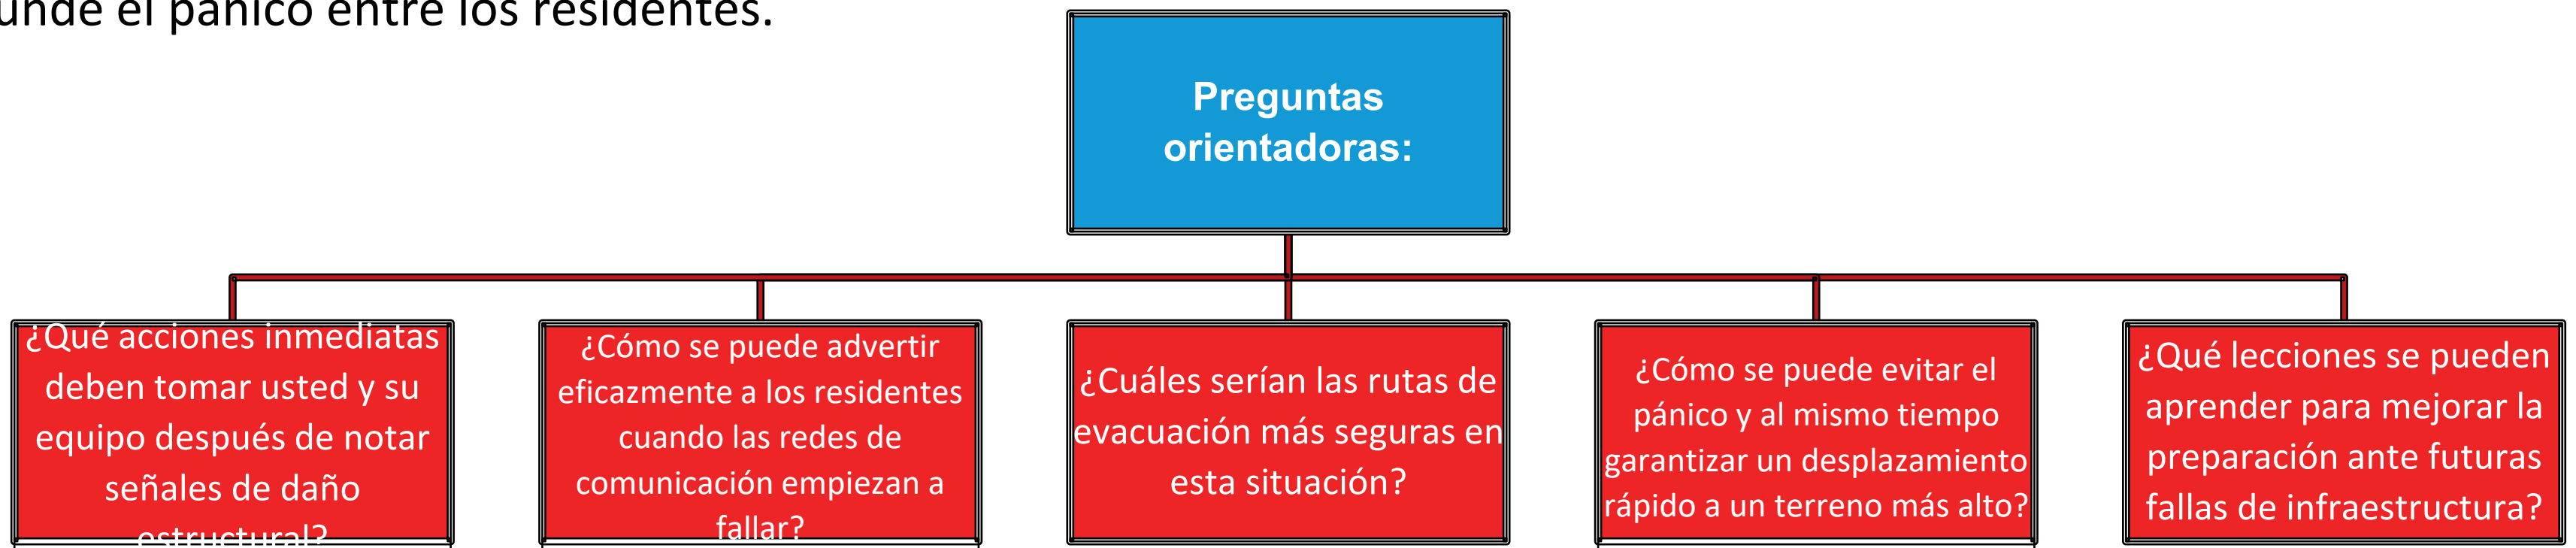 el pánico entre los residentes.
Preguntas
orientadoras:
¿Qué acciones inmediatas
deben tomar usted y su
equipo después de notar
señales de daño
estructural?
¿Cómo se puede advertir
eficazmente a los residentes
cuando las redes de
comunicación empiezan a
fallar?
¿Cuáles serían las rutas de
evacuación más seguras en
esta situación?
¿Cómo se puede evitar el
pánico y al mismo tiempo
garantizar un desplazamiento
rápido a un terreno más alto?
¿Qué lecciones se pueden
aprender para mejorar la
preparación ante futuras
fallas de infraestructura?